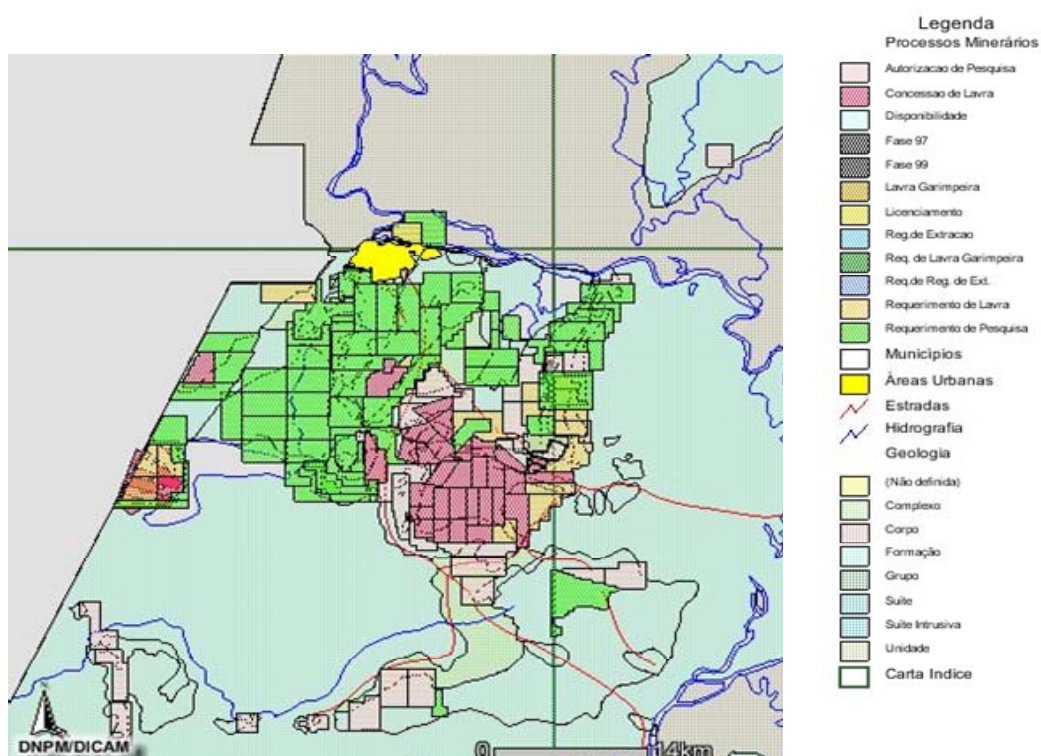 Legenda
Processos Minerários
Autorizacao de Pesquisa
Concessao de Lavra
Disponibilidade
Fase 97
Fase 99
Lavra Garimpeira
Licenciamento
Reg.de Extracao
Req. de Lavra Garimpeira
Req.de Reg. de Ext.
Requerimento de Lavra
Requerimento de Pesquisa
Municìpios
Àreas Urbanas
Estradas
Hidrografia
Geologia
(Não definida)
Complexo
Corpo
Formação
Grupo
Suite
Suite Intrusiva
Unidade
Carta Indice
DNPM/DICAM
0 14km